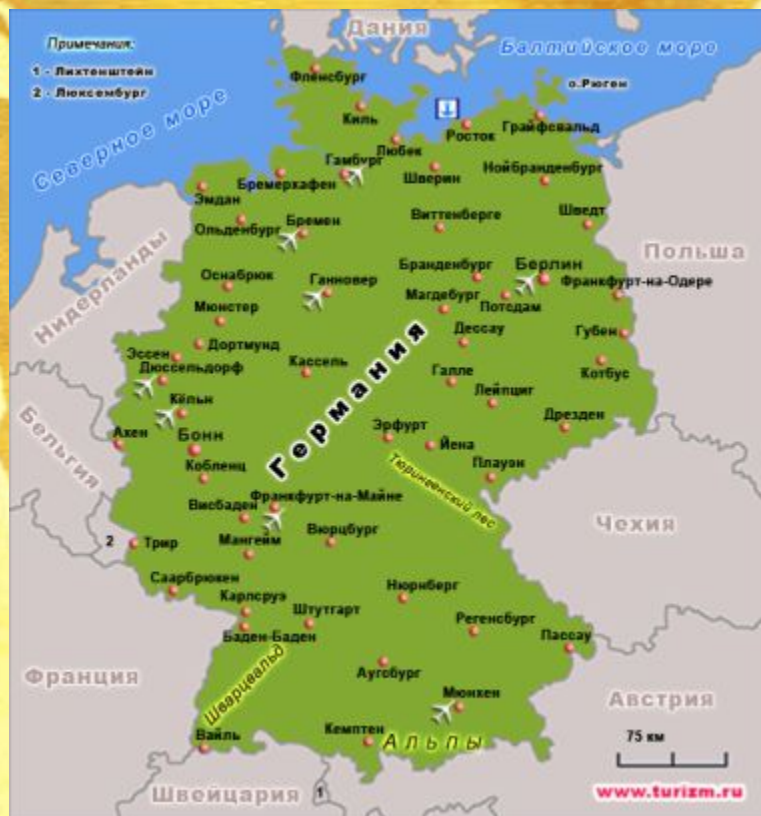 Дания
Примечания:
1 - Лихтенштейн
2 - Люксембург
Балтийское море
Северное море
Фленсбург
о.Рюген
Киль
Росток
Грайфсвальд
Любек
Гамбург
Шверин
Нойбранденбург
Бремерхафен
Эмдан
Ольденбург
Бремен
Виттенберге
Шведт
Польша
Нидерланды
Оснабрюк
Ганновер
Бранденбург
Берлин
Франкфурт-на-Одере
Мюнстер
Магдебург
Потсдам
Дессау
Губен
Дортмунд
Эссен
Дюссельдорф
Кассель
Галле
Котбус
Германия
Кёльн
Лейпциг
Бельгия
Ахен
Бонн
Эрфурт
Йена
Дрезден
Кобленц
Плауэн
Тюрингенский лес
Франкфурт-на-Майне
Висбаден
Чехия
2
Трир
Мангейм
Вюрцбург
Саарбрюкен
Карлсруэ
Нюрнберг
Штутгарт
Регенсбург
Баден-Баден
Пассау
Франция
Шварцвальд
Аугсбург
Мюнхен
Австрия
Вайль
Кемптен
Альпы
75 км
Швейцария
1
www.turizm.ru